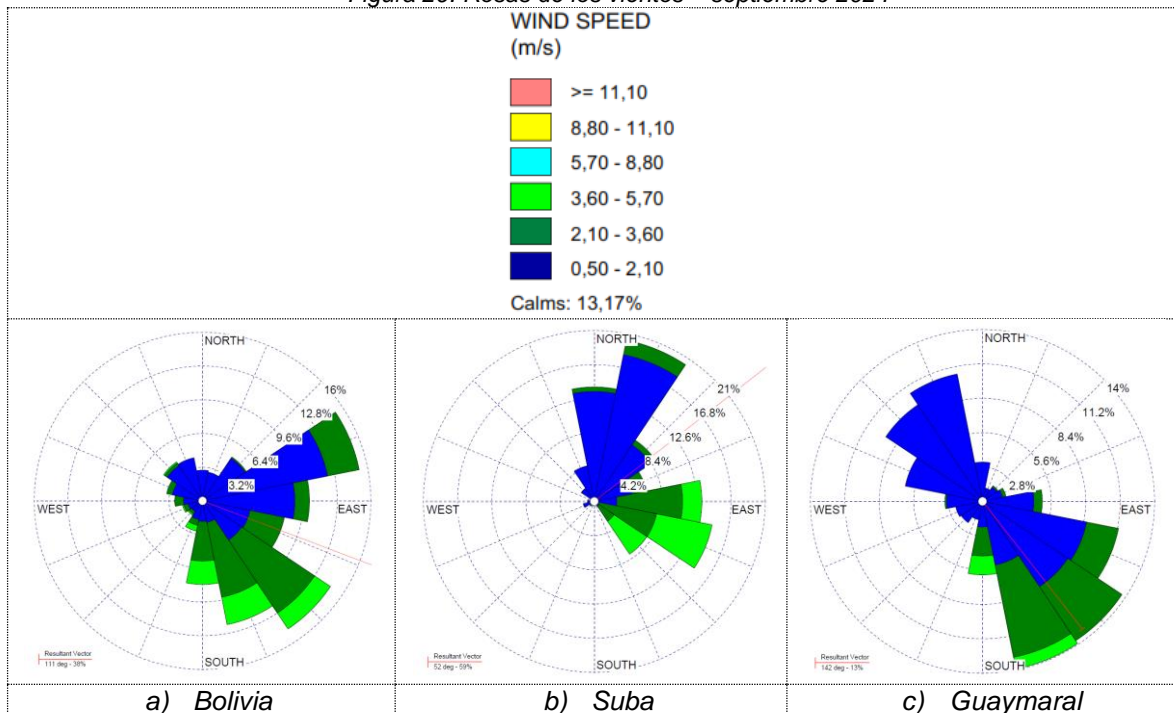 WIND SPEED
(m/s)
>= 11,10
8,80 - 11,10
5,70 - 8,80
3,60 - 5,70
2,10 - 3,60
0,50 - 2,10
Calms: 13,17%
NORTH
16%
12.8%
9.6%
6.4%
3.2%
WEST
EAST
SOUTH
Resultant Vector
111 deg - 38%
NORTH
21%
16.8%
12.6%
8.4%
4.2%
WEST
EAST
SOUTH
Resultant Vector
52 deg - 59%
NORTH
14%
11.2%
8.4%
5.6%
2.8%
WEST
EAST
SOUTH
Resultant Vector
142 deg - 13%
a) Bolivia
b) Suba
c) Guaymaral